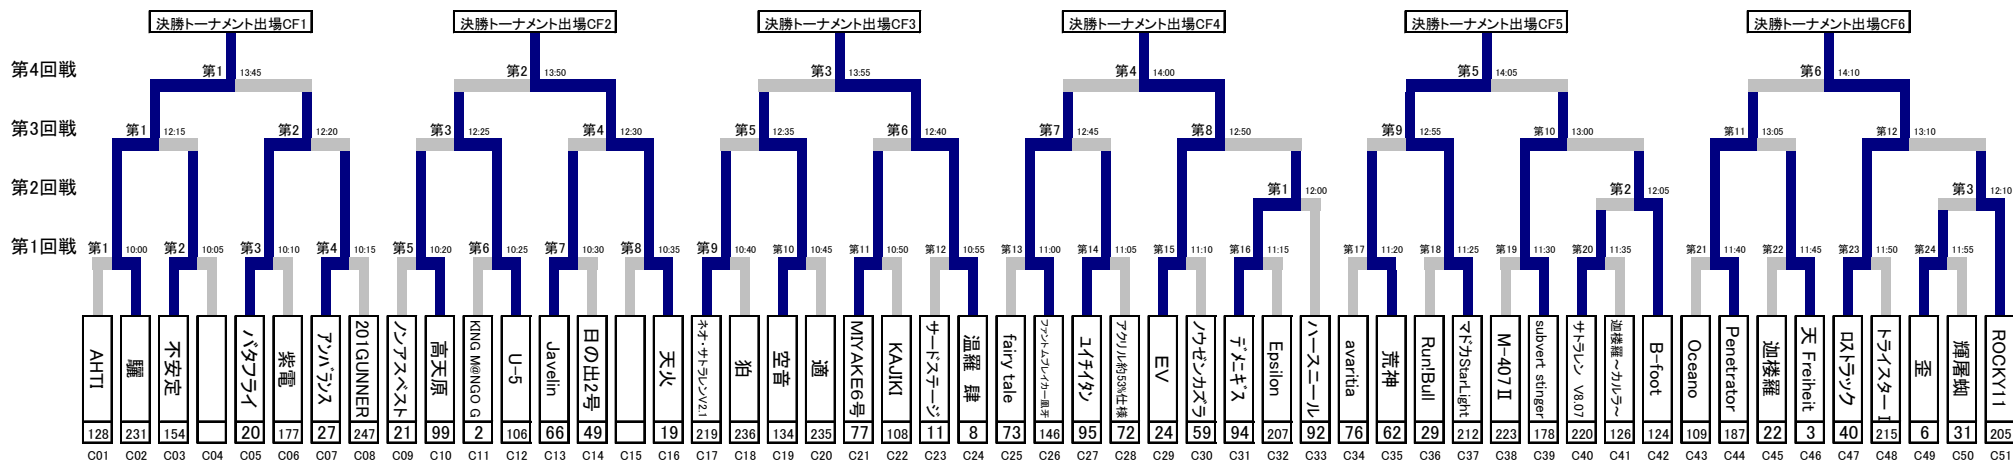 決勝トーナメント出場CF1 決勝トーナメント出場CF2 決勝トーナメント出場CF3 決勝トーナメント出場CF4 決勝トーナメント出場CF5 決勝トーナメント出場CF6
第4回戦 第1 13:45 第2 13:50 第3 13:55 第4 14:00 第5 14:05 第6 14:10
第3回戦 第1 12:15 第2 12:20 第3 12:25 第4 12:30 第5 12:35 第6 12:40 第7 12:45 第8 12:50 第9 12:55 第10 13:00 第11 13:05 第12 13:10
第2回戦 第1 12:00 第2 12:05 第3 12:10
第1回戦 第1 10:00 第2 10:05 第3 10:10 第4 10:15 第5 10:20 第6 10:25 第7 10:30 第8 10:35 第9 10:40 第10 10:45 第11 10:50 第12 10:55 第13 11:00 第14 11:05 第15 11:10 第16 11:15 第17 11:20 第18 11:25 第19 11:30 第20 11:35 第21 11:40 第22 11:45 第23 11:50 第24 11:55
AHTI
驪
不安定
バタフライ
紫電
アンバランス
201GUNNER
ノンアスベスト
高天原
KING M@NGO G
U-5
Javelin
日の出2号
天火
ネオ・サトラレンV2.1
狛
空音
適
MIYAKE6号
KAJIKI
サードステージ
温羅 肆
fairy tale
ファントムブレイカー風牙
ユイチイタン
アクリル約53%仕様
EV
ノウゼンカズラ
デメニギス
Epsilon
ハースニール
avaritia
荒神
Run!Bull
マドカStarLight
M-407Ⅱ
subvert stinger
サトラレン V8.07
迦楼羅~カルラ~
B-foot
Oceano
Penetrator
迦楼羅
天 Freiheit
ロストラック
トライスターⅠ
歪
輝屠蜘
ROCKY11
128 231 154 20 177 27 247 21 99 2 106 66 49 19 219 236 134 235 77 108 11 8 73 146 95 72 24 59 94 207 92 76 62 29 212 223 178 220 126 124 109 187 22 3 40 215 6 31 205
C01 C02 C03 C04 C05 C06 C07 C08 C09 C10 C11 C12 C13 C14 C15 C16 C17 C18 C19 C20 C21 C22 C23 C24 C25 C26 C27 C28 C29 C30 C31 C32 C33 C34 C35 C36 C37 C38 C39 C40 C41 C42 C43 C44 C45 C46 C47 C48 C49 C50 C51